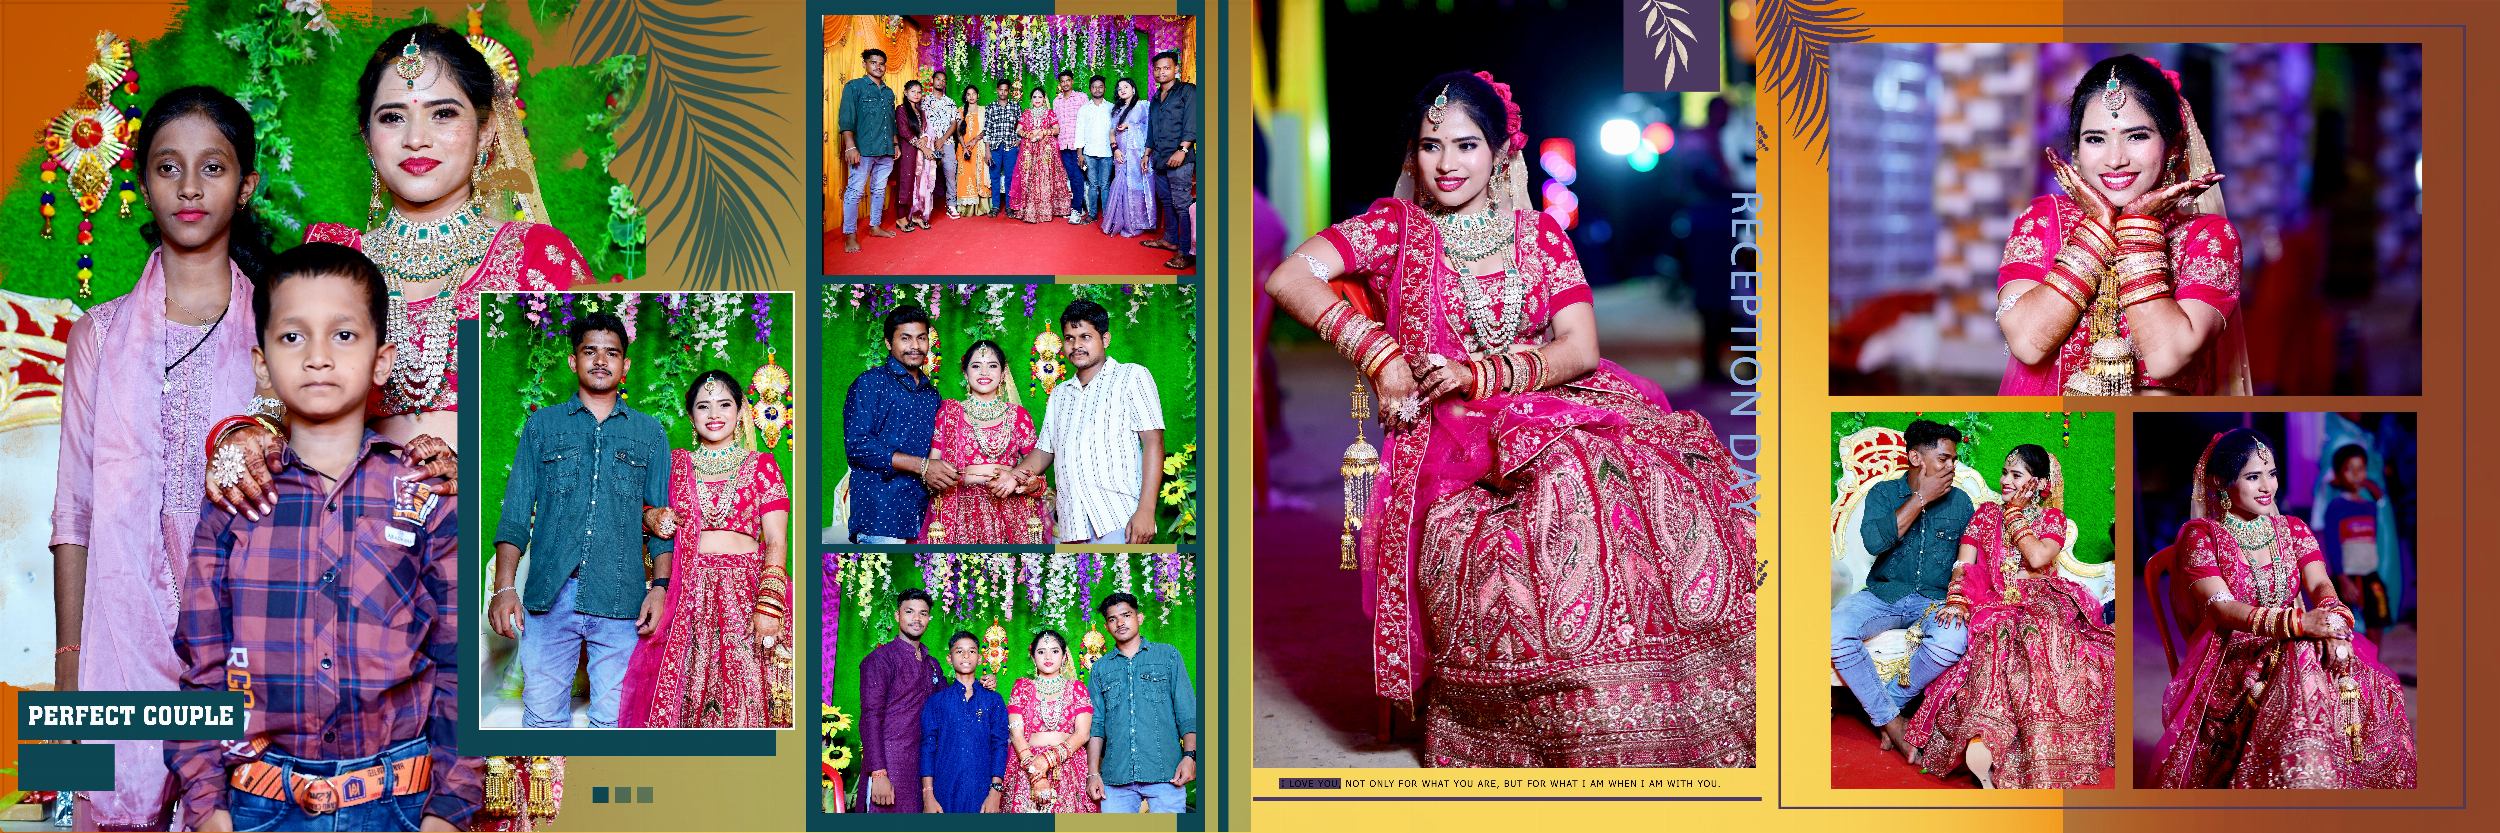 PERFECT COUPLE
RECEPTION DAY
I LOVE YOU, NOT ONLY FOR WHAT YOU ARE, BUT FOR WHAT I AM WHEN I AM WITH YOU.